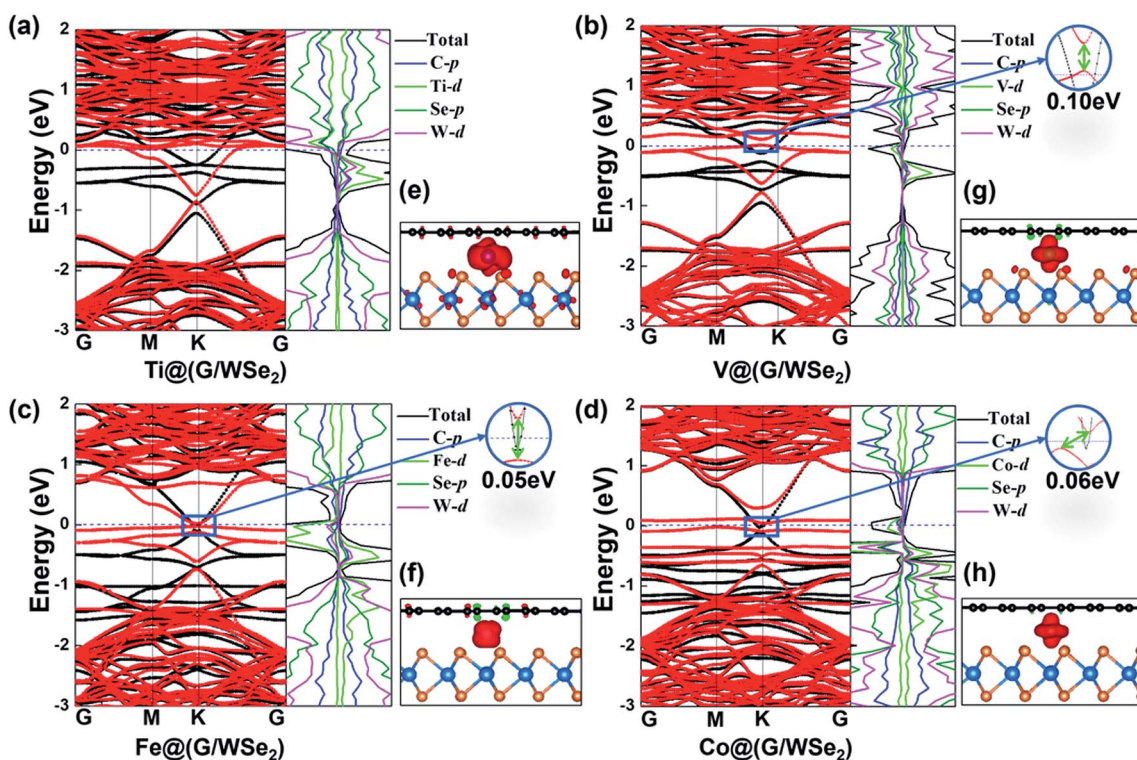 (a)
2
1
0
-1
-2
-3
Energy (eV)
G M K G
Ti@(G/WSe₂)
Total
C-p
Ti-d
Se-p
W-d
(e)
(b)
2
1
0
-1
-2
-3
Energy (eV)
G M K G
V@(G/WSe₂)
Total
C-p
V-d
Se-p
W-d
0.10eV
(g)
(c)
2
1
0
-1
-2
-3
Energy (eV)
G M K G
Fe@(G/WSe₂)
Total
C-p
Fe-d
Se-p
W-d
0.05eV
(f)
(d)
2
1
0
-1
-2
-3
Energy (eV)
G M K G
Co@(G/WSe₂)
Total
C-p
Co-d
Se-p
W-d
0.06eV
(h)